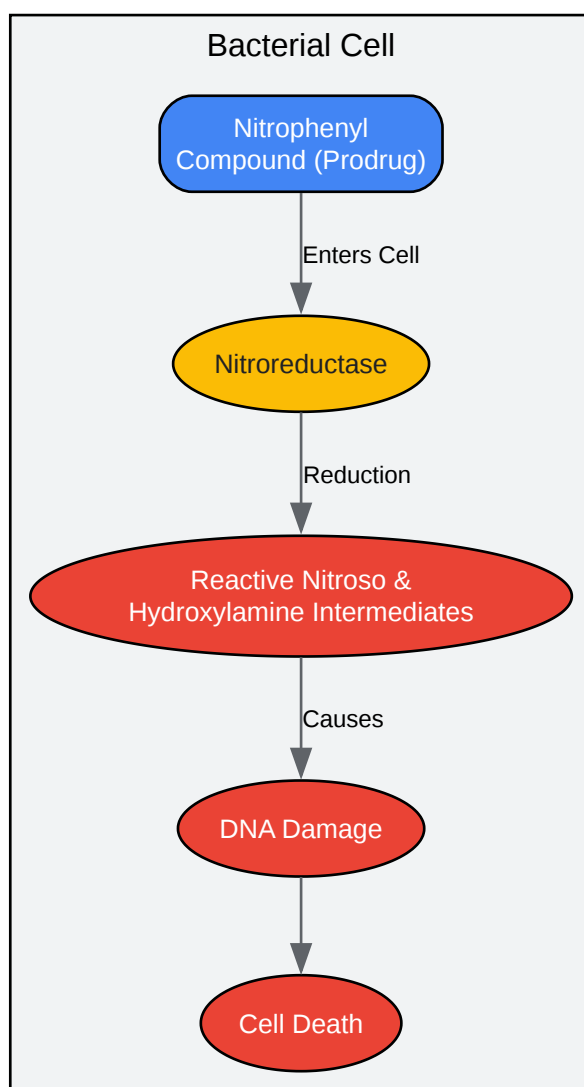 Bacterial Cell
Nitrophenyl
Compound (Prodrug)
Enters Cell
Nitroreductase
Reduction
Reactive Nitroso &
Hydroxylamine Intermediates
Causes
DNA Damage
Cell Death